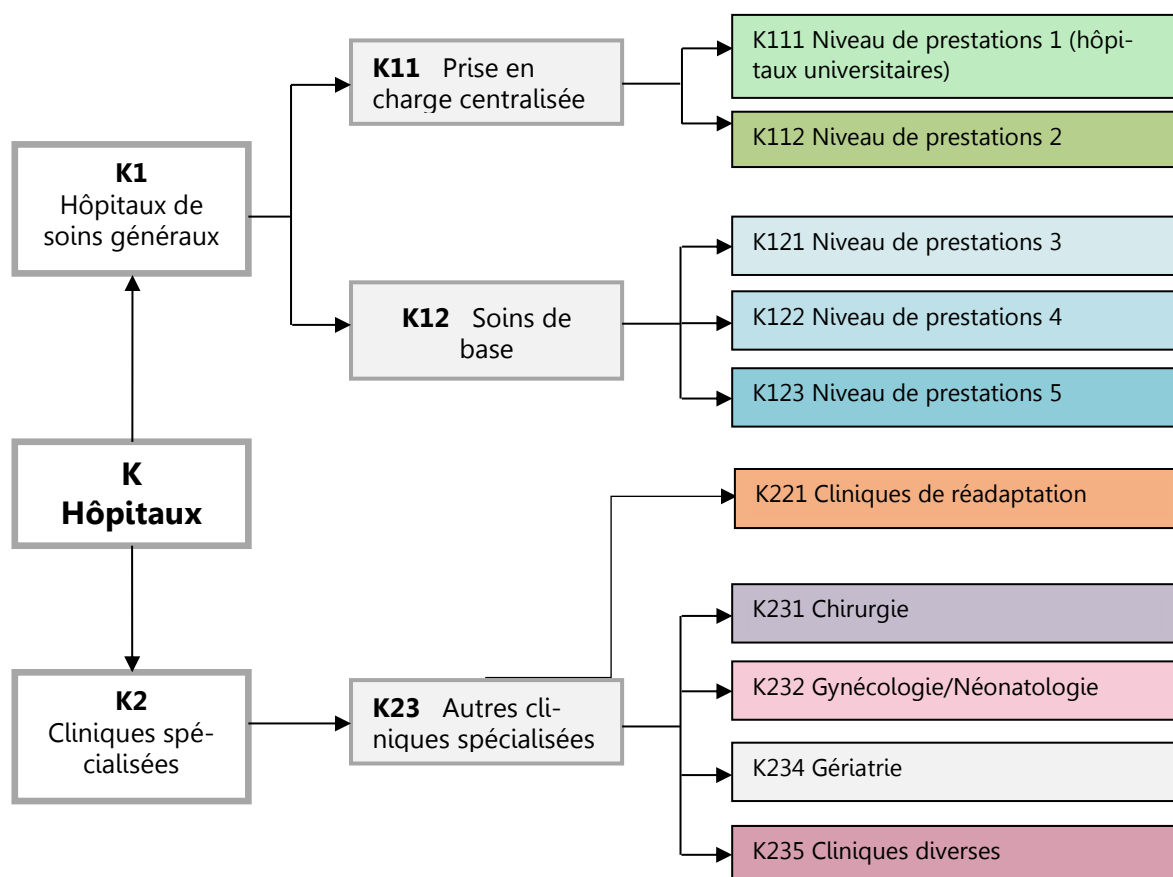 K111 Niveau de prestations 1 (hôpi-
taux universitaires)
K11 Prise en
charge centralisée
K112 Niveau de prestations 2
K1
Hôpitaux de
soins généraux
K121 Niveau de prestations 3
K12 Soins de
base
K122 Niveau de prestations 4
K123 Niveau de prestations 5
K
Hôpitaux
K221 Cliniques de réadaptation
K231 Chirurgie
K232 Gynécologie/Néonatologie
K2
Cliniques spé-
cialisées
K23 Autres cli-
niques spécialisées
K234 Gériatrie
K235 Cliniques diverses